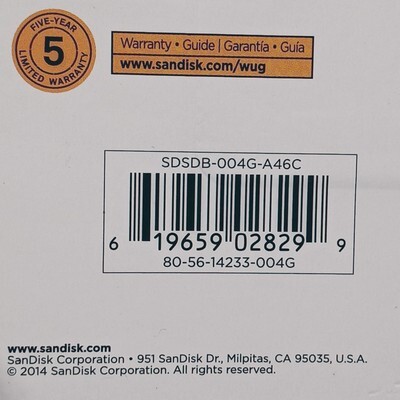 FIVE-YEAR
5
LIMITED WARRANTY
Warranty • Guide | Garantía • Guía
www.sandisk.com/wug
SDSDB-004G-A46C
6 19659 02829 9
80-56-14233-004G
www.sandisk.com
SanDisk Corporation • 951 SanDisk Dr., Milpitas, CA 95035, U.S.A.
© 2014 SanDisk Corporation. All rights reserved.